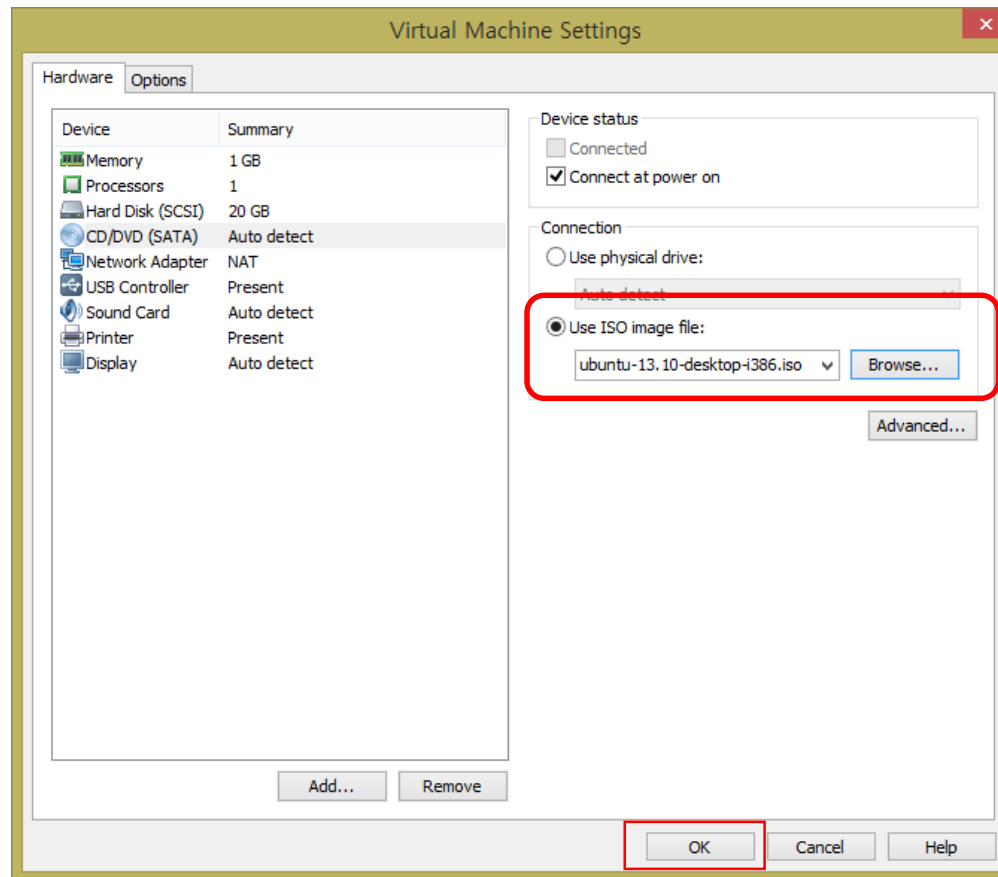 Virtual Machine Settings
Hardware Options
Device Summary
Memory 1 GB
Processors 1
Hard Disk (SCSI) 20 GB
CD/DVD (SATA) Auto detect
Network Adapter NAT
USB Controller Present
Sound Card Auto detect
Printer Present
Display Auto detect
Add... Remove
Device status
Connected
Connect at power on
Connection
Use physical drive:
Auto detect
Use ISO image file:
ubuntu-13.10-desktop-i386.iso Browse...
Advanced...
OK Cancel Help